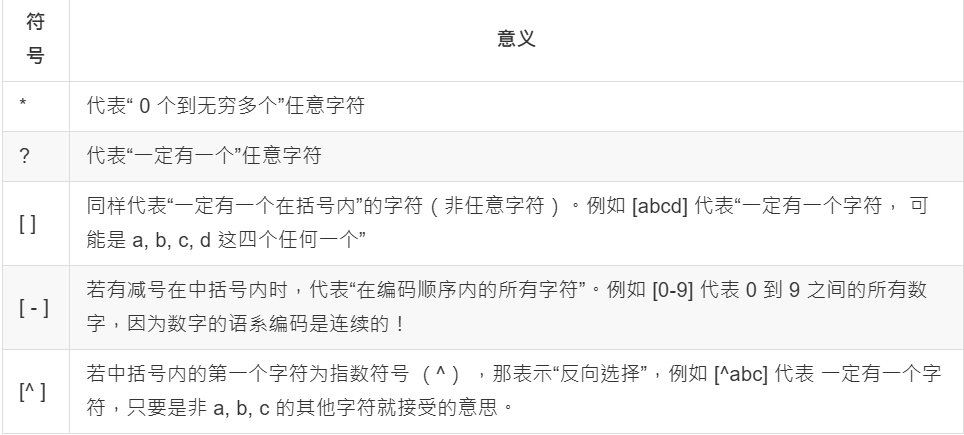 符
号
意义
*
代表“ 0 个到无穷多个”任意字符
?
代表“一定有一个”任意字符
[ ]
同样代表“一定有一个在括号内”的字符（非任意字符）。例如 [abcd] 代表“一定有一个字符， 可
能是 a, b, c, d 这四个任何一个”
[ - ]
若有减号在中括号内时，代表“在编码顺序内的所有字符”。例如 [0-9] 代表 0 到 9 之间的所有数
字，因为数字的语系编码是连续的！
[^ ]
若中括号内的第一个字符为指数符号 （^） ，那表示“反向选择”，例如 [^abc] 代表 一定有一个字
符，只要是非 a, b, c 的其他字符就接受的意思。